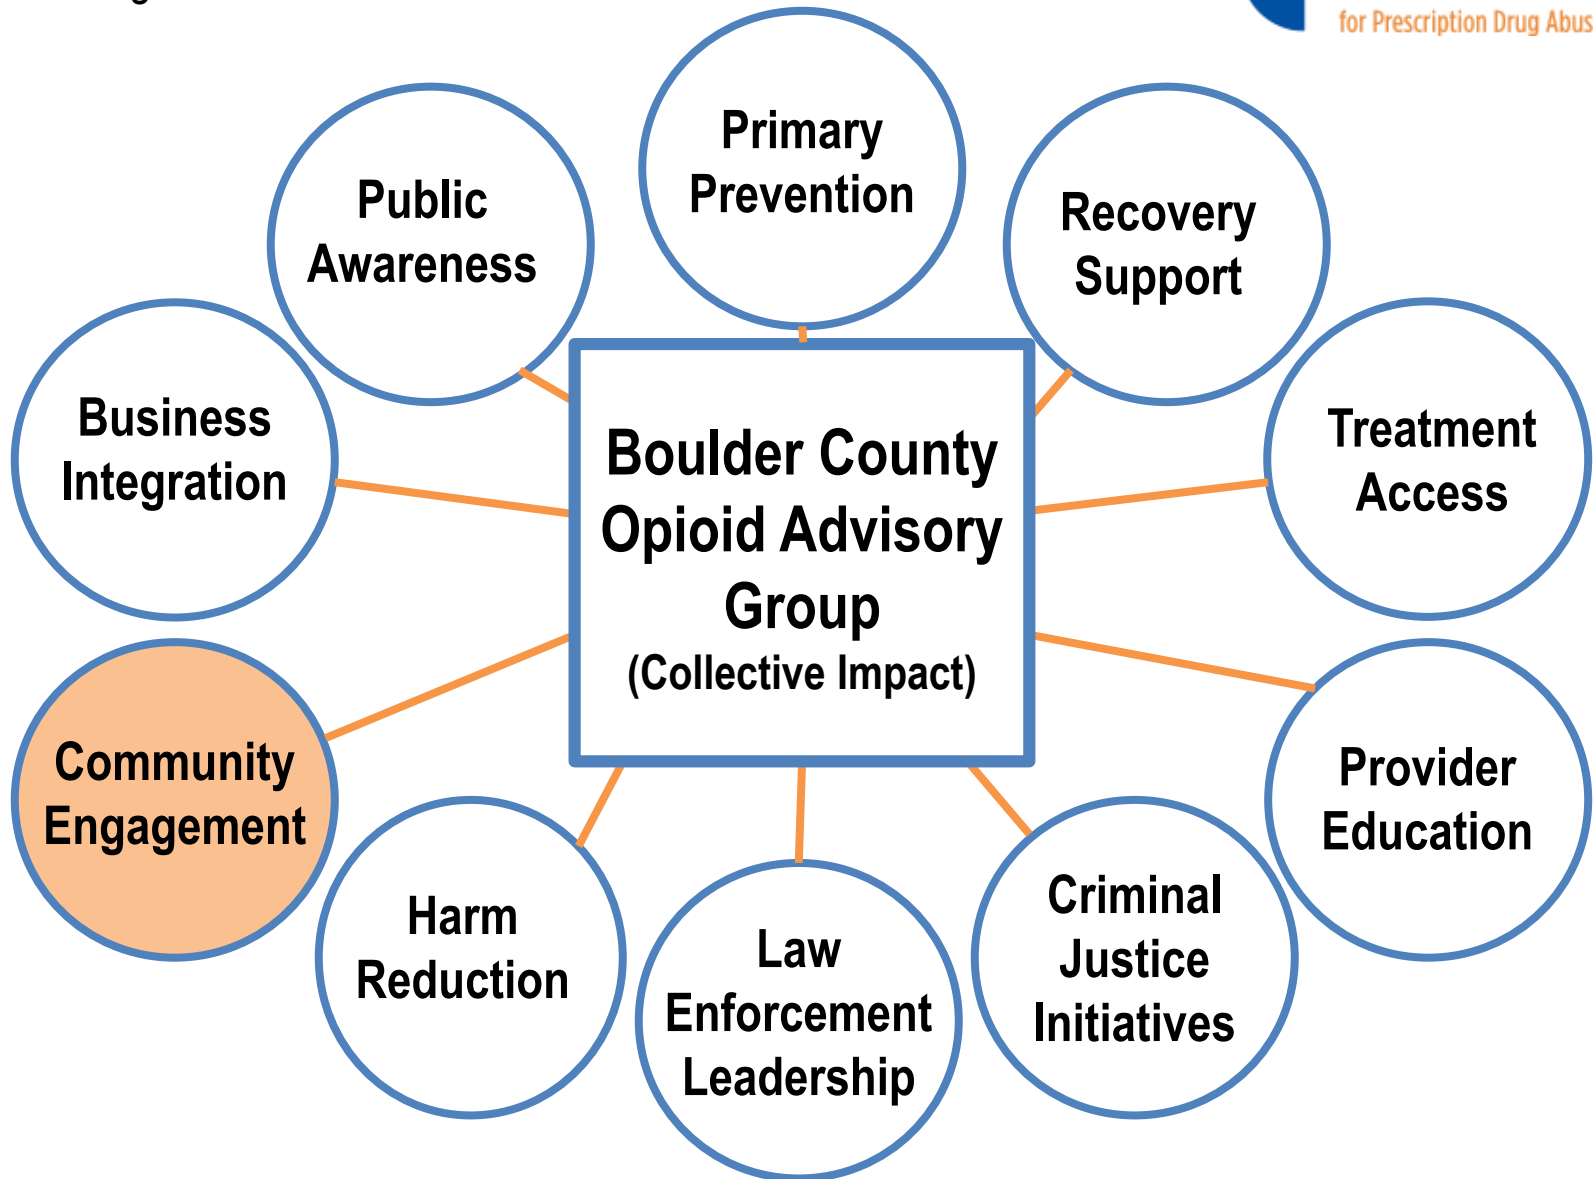 for Prescription Drug Abus
Primary
Prevention
Public
Awareness
Recovery
Support
Business
Integration
Treatment
Access
Boulder County
Opioid Advisory
Group
(Collective Impact)
Community
Engagement
Provider
Education
Harm
Reduction
Law
Enforcement
Leadership
Criminal
Justice
Initiatives